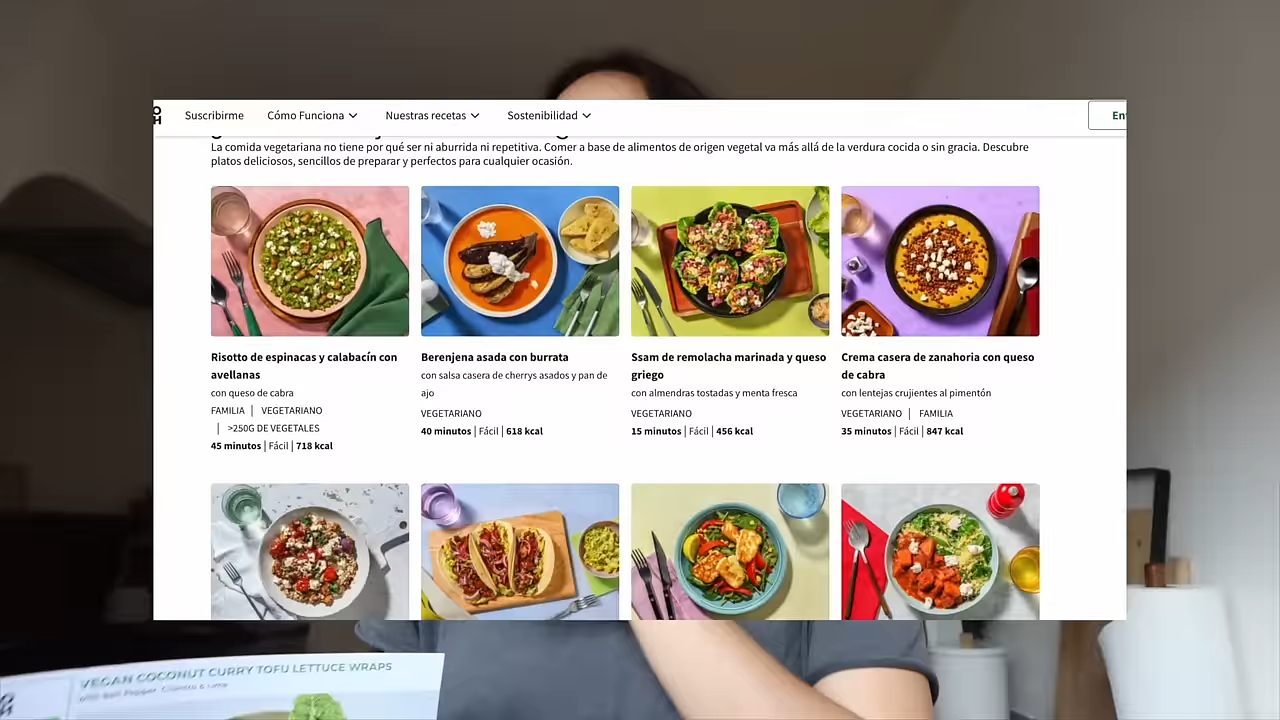 OH
Suscribirme
Cómo Funciona
Nuestras recetas
Sostenibilidad
La comida vegetariana no tiene por qué ser ni aburrida ni repetitiva. Comer a base de alimentos de origen vegetal va más allá de la verdura cocida o sin gracia. Descubre
platos deliciosos, sencillos de preparar y perfectos para cualquier ocasión.
Risotto de espinacas y calabacín con
avellanas
con queso de cabra
FAMILIA | VEGETARIANO
| >250G DE VEGETALES
45 minutos | Fácil | 718 kcal
Berenjena asada con burrata
con salsa casera de cherrys asados y pan de
ajo
VEGETARIANO
40 minutos | Fácil | 618 kcal
Ssam de remolacha marinada y queso
griego
con almendras tostadas y menta fresca
VEGETARIANO
15 minutos | Fácil | 456 kcal
Crema casera de zanahoria con queso
de cabra
con lentejas crujientes al pimentón
VEGETARIANO | FAMILIA
35 minutos | Fácil | 847 kcal
VEGAN COCONUT CURRY TOFU LETTUCE WRAPS
with Bell Pepper, Cilantro & Lime